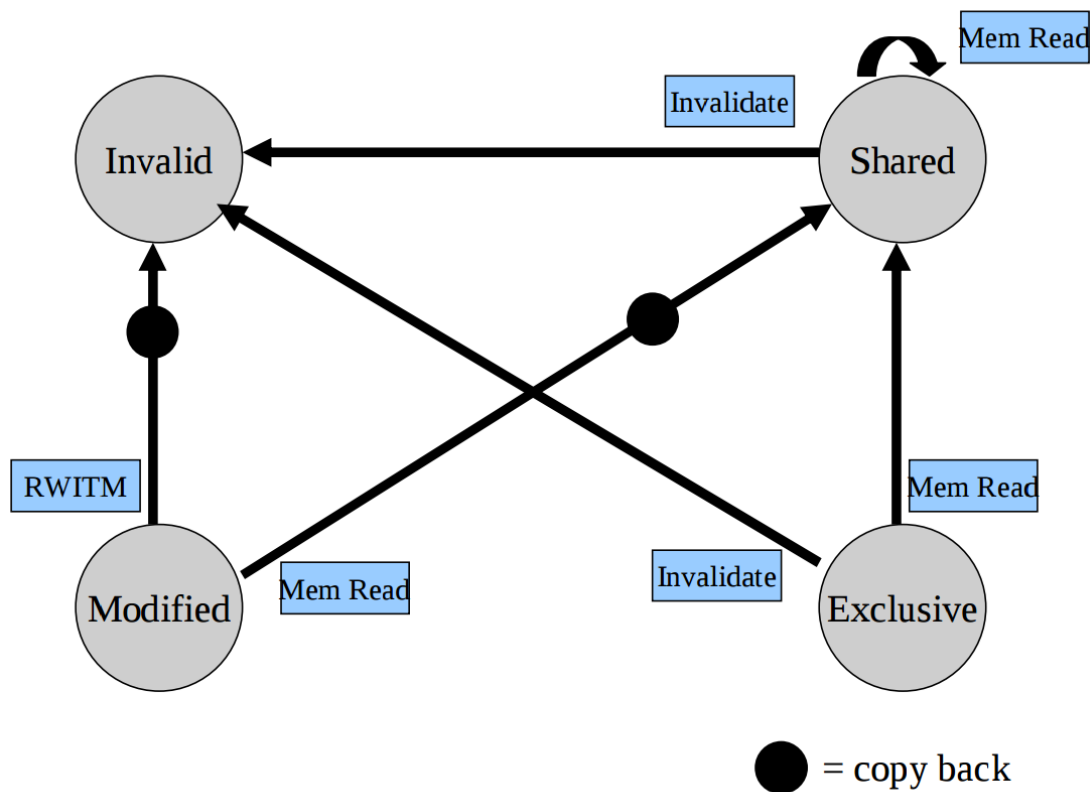 Mem Read
Invalidate
Invalid
Shared
RWITM
Mem Read
Mem Read
Invalidate
Modified
Exclusive
= copy back